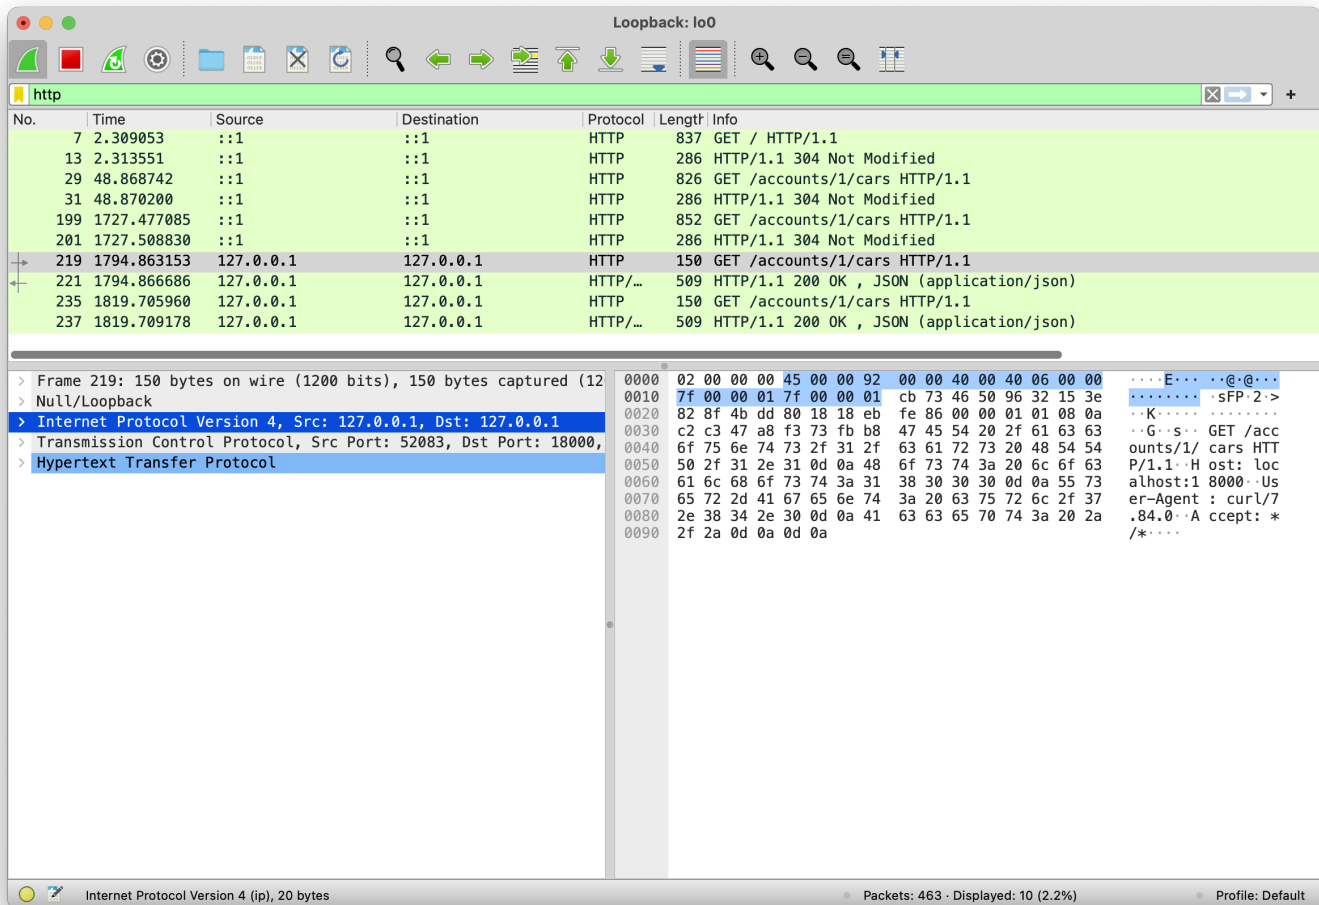 Loopback: lo0
http
+
No. Time Source Destination Protocol Length Info
7 2.309053 ::1 ::1 HTTP 837 GET / HTTP/1.1
13 2.313551 ::1 ::1 HTTP 286 HTTP/1.1 304 Not Modified
29 48.868742 ::1 ::1 HTTP 826 GET /accounts/1/cars HTTP/1.1
31 48.870200 ::1 ::1 HTTP 286 HTTP/1.1 304 Not Modified
199 1727.477085 ::1 ::1 HTTP 852 GET /accounts/1/cars HTTP/1.1
201 1727.508830 ::1 ::1 HTTP 286 HTTP/1.1 304 Not Modified
219 1794.863153 127.0.0.1 127.0.0.1 HTTP 150 GET /accounts/1/cars HTTP/1.1
221 1794.866686 127.0.0.1 127.0.0.1 HTTP/… 509 HTTP/1.1 200 OK , JSON (application/json)
235 1819.705960 127.0.0.1 127.0.0.1 HTTP 150 GET /accounts/1/cars HTTP/1.1
237 1819.709178 127.0.0.1 127.0.0.1 HTTP/… 509 HTTP/1.1 200 OK , JSON (application/json)
Frame 219: 150 bytes on wire (1200 bits), 150 bytes captured (12
Null/Loopback
Internet Protocol Version 4, Src: 127.0.0.1, Dst: 127.0.0.1
Transmission Control Protocol, Src Port: 52083, Dst Port: 18000,
Hypertext Transfer Protocol
0000 02 00 00 00 45 00 00 92 00 00 40 00 40 06 00 00 ····E··· ··@·@···
0010 7f 00 00 01 7f 00 00 01 cb 73 46 50 96 32 15 3e ········ ·sFP·2·>
0020 82 8f 4b dd 80 18 18 eb fe 86 00 00 01 01 08 0a ··K····· ········
0030 c2 c3 47 a8 f3 73 fb b8 47 45 54 20 2f 61 63 63 ··G··s·· GET /acc
0040 6f 75 6e 74 73 2f 31 2f 63 61 72 73 20 48 54 54 ounts/1/ cars HTT
0050 50 2f 31 2e 31 0d 0a 48 6f 73 74 3a 20 6c 6f 63 P/1.1··H ost: loc
0060 61 6c 68 6f 73 74 3a 31 38 30 30 30 0d 0a 55 73 alhost:1 8000··Us
0070 65 72 2d 41 67 65 6e 74 3a 20 63 75 72 6c 2f 37 er-Agent : curl/7
0080 2e 38 34 2e 30 0d 0a 41 63 63 65 70 74 3a 20 2a .84.0··A ccept: *
0090 2f 2a 0d 0a 0d 0a /*····
Internet Protocol Version 4 (ip), 20 bytes
Packets: 463 · Displayed: 10 (2.2%)
Profile: Default